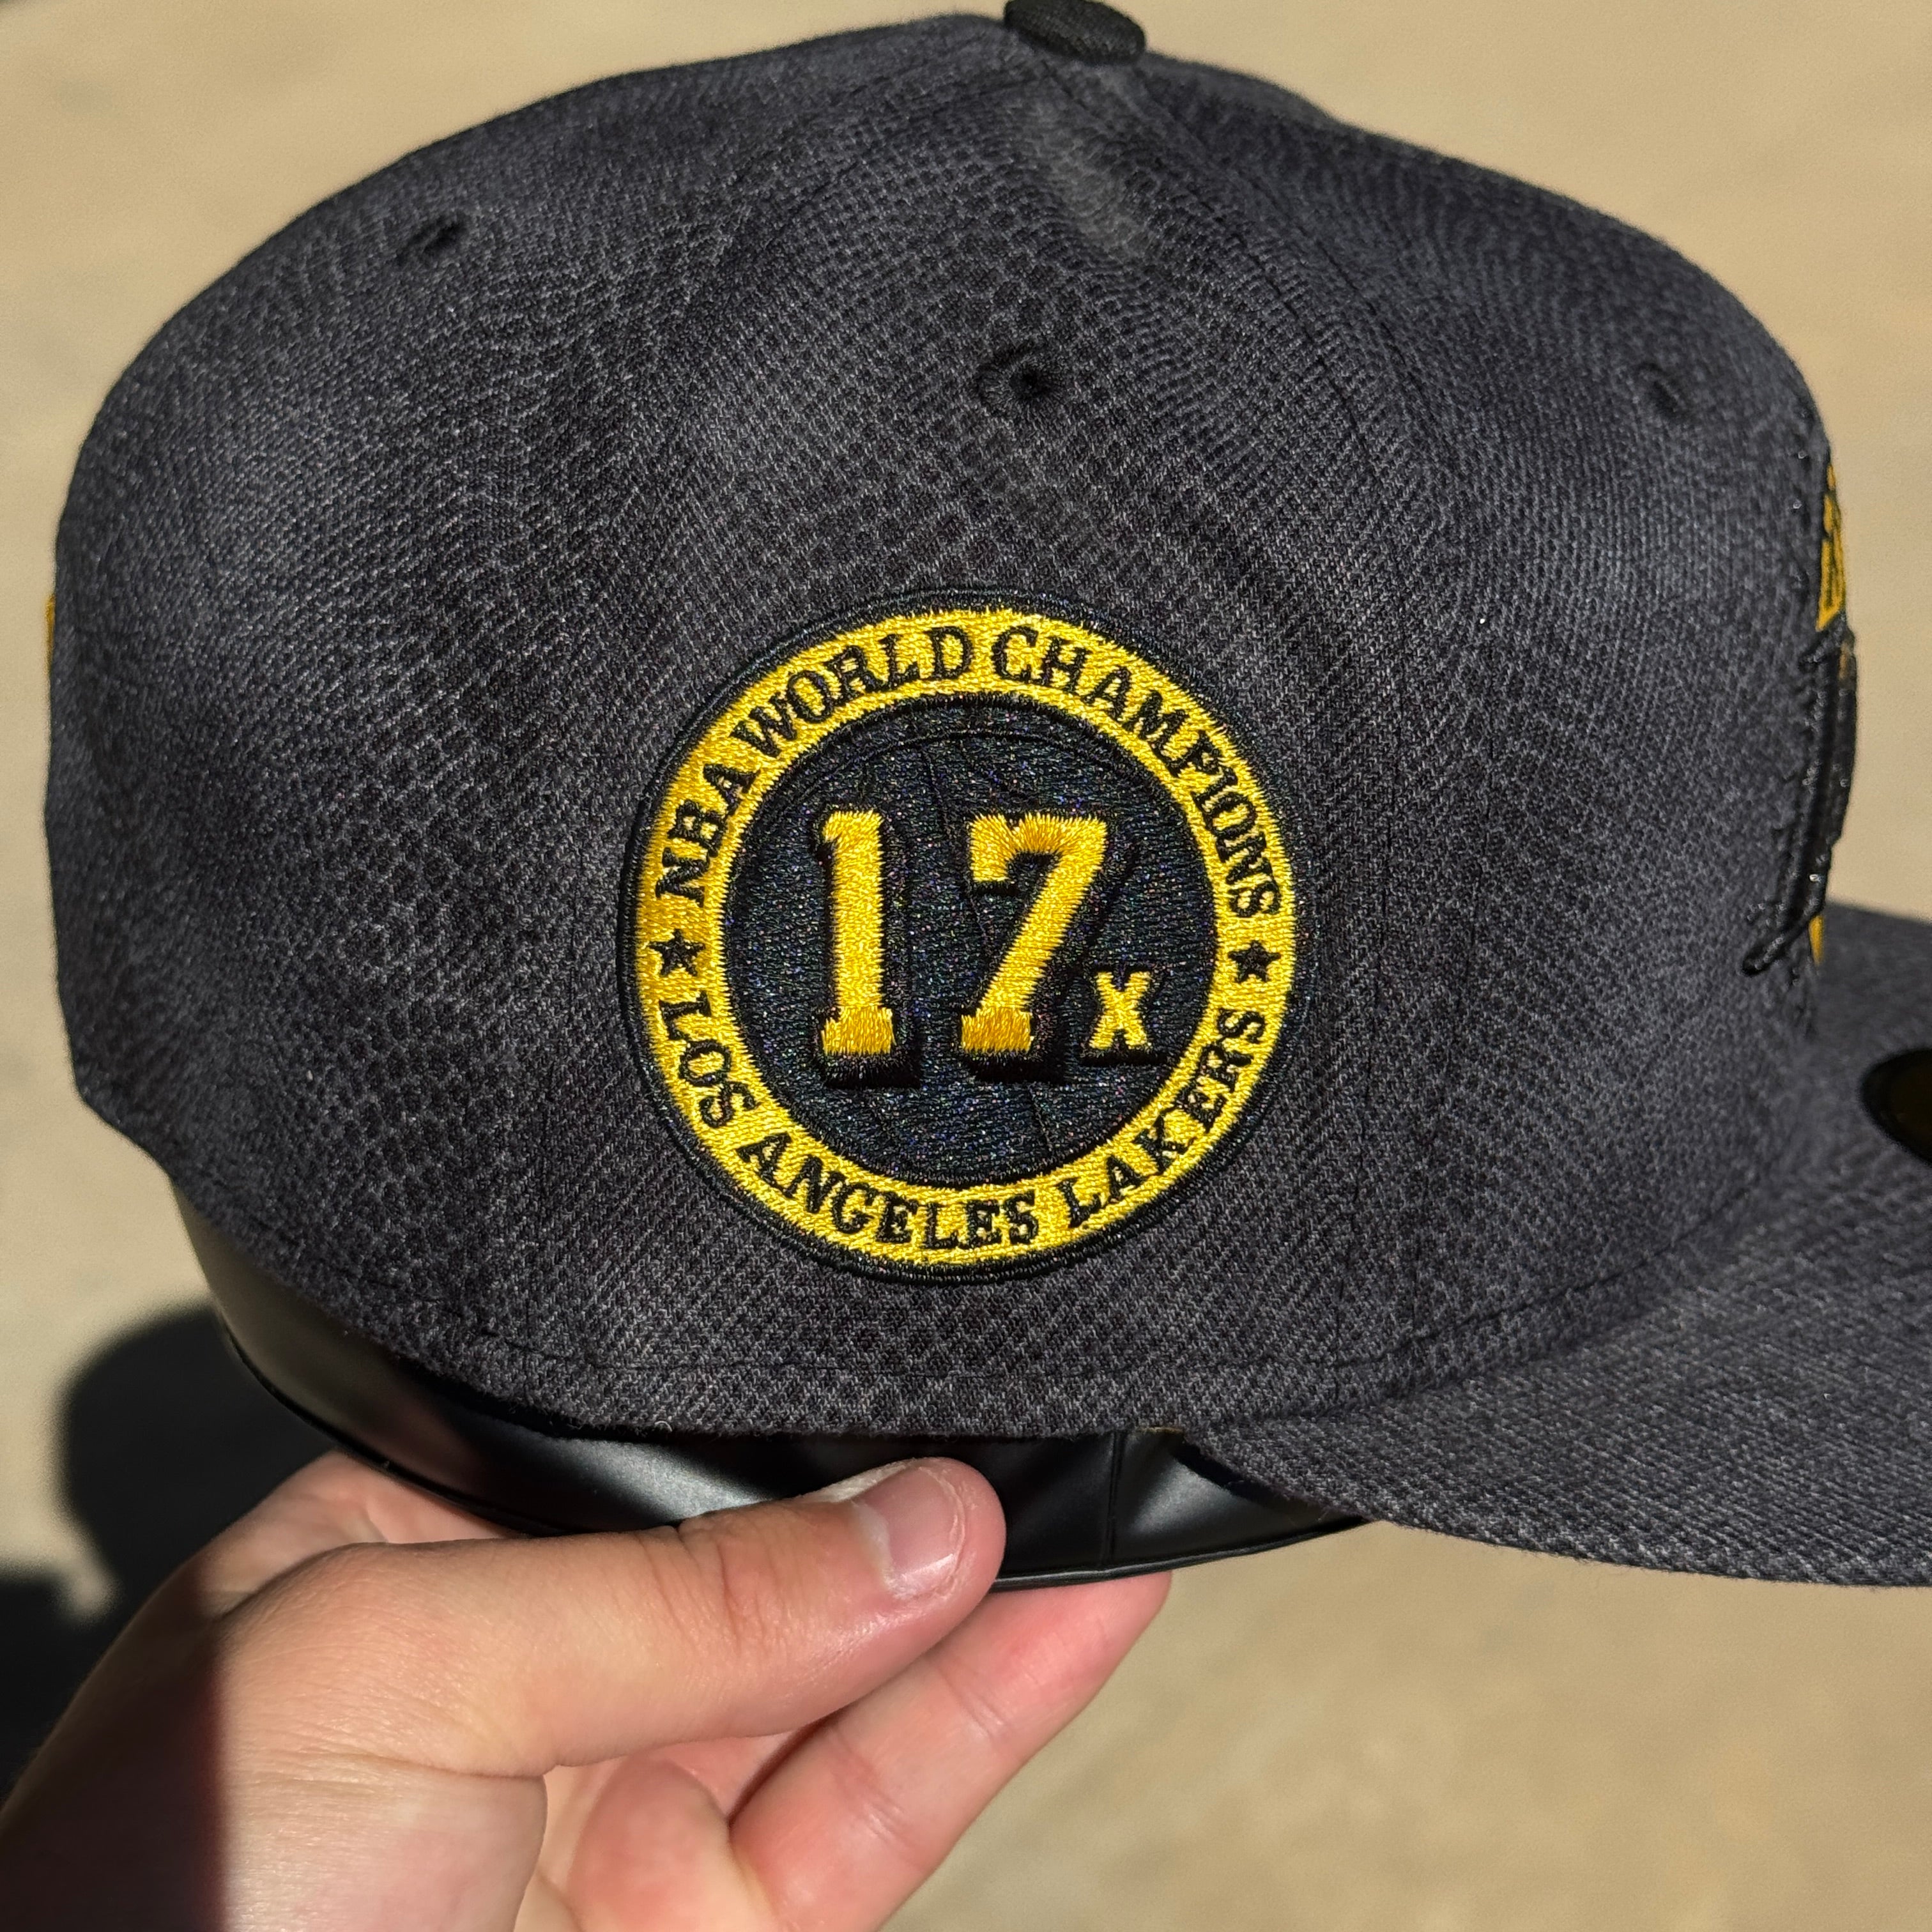 NBA WORLD CHAMPIONS
17x
LOS ANGELES LAKERS